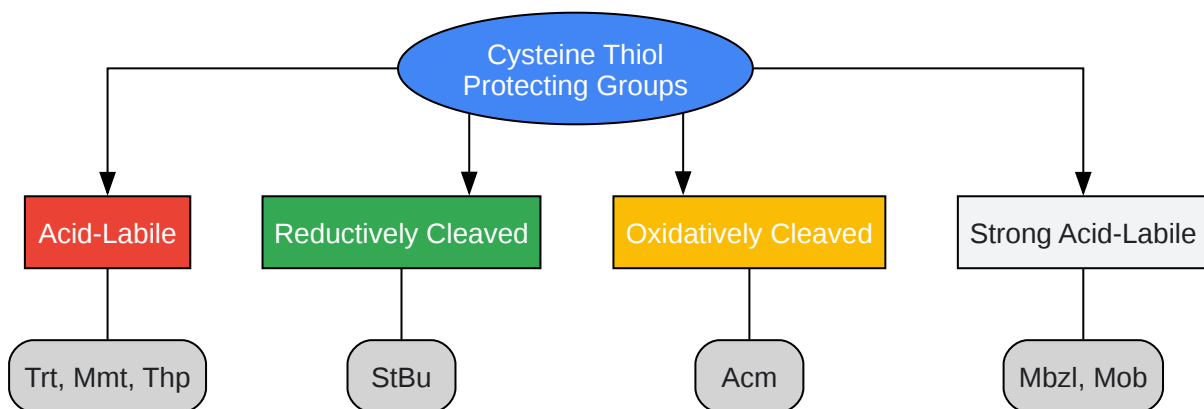 Cysteine Thiol
Protecting Groups
Acid-Labile
Reductively Cleaved
Oxidatively Cleaved
Strong Acid-Labile
Trt, Mmt, Thp
StBu
Acm
Mbzl, Mob